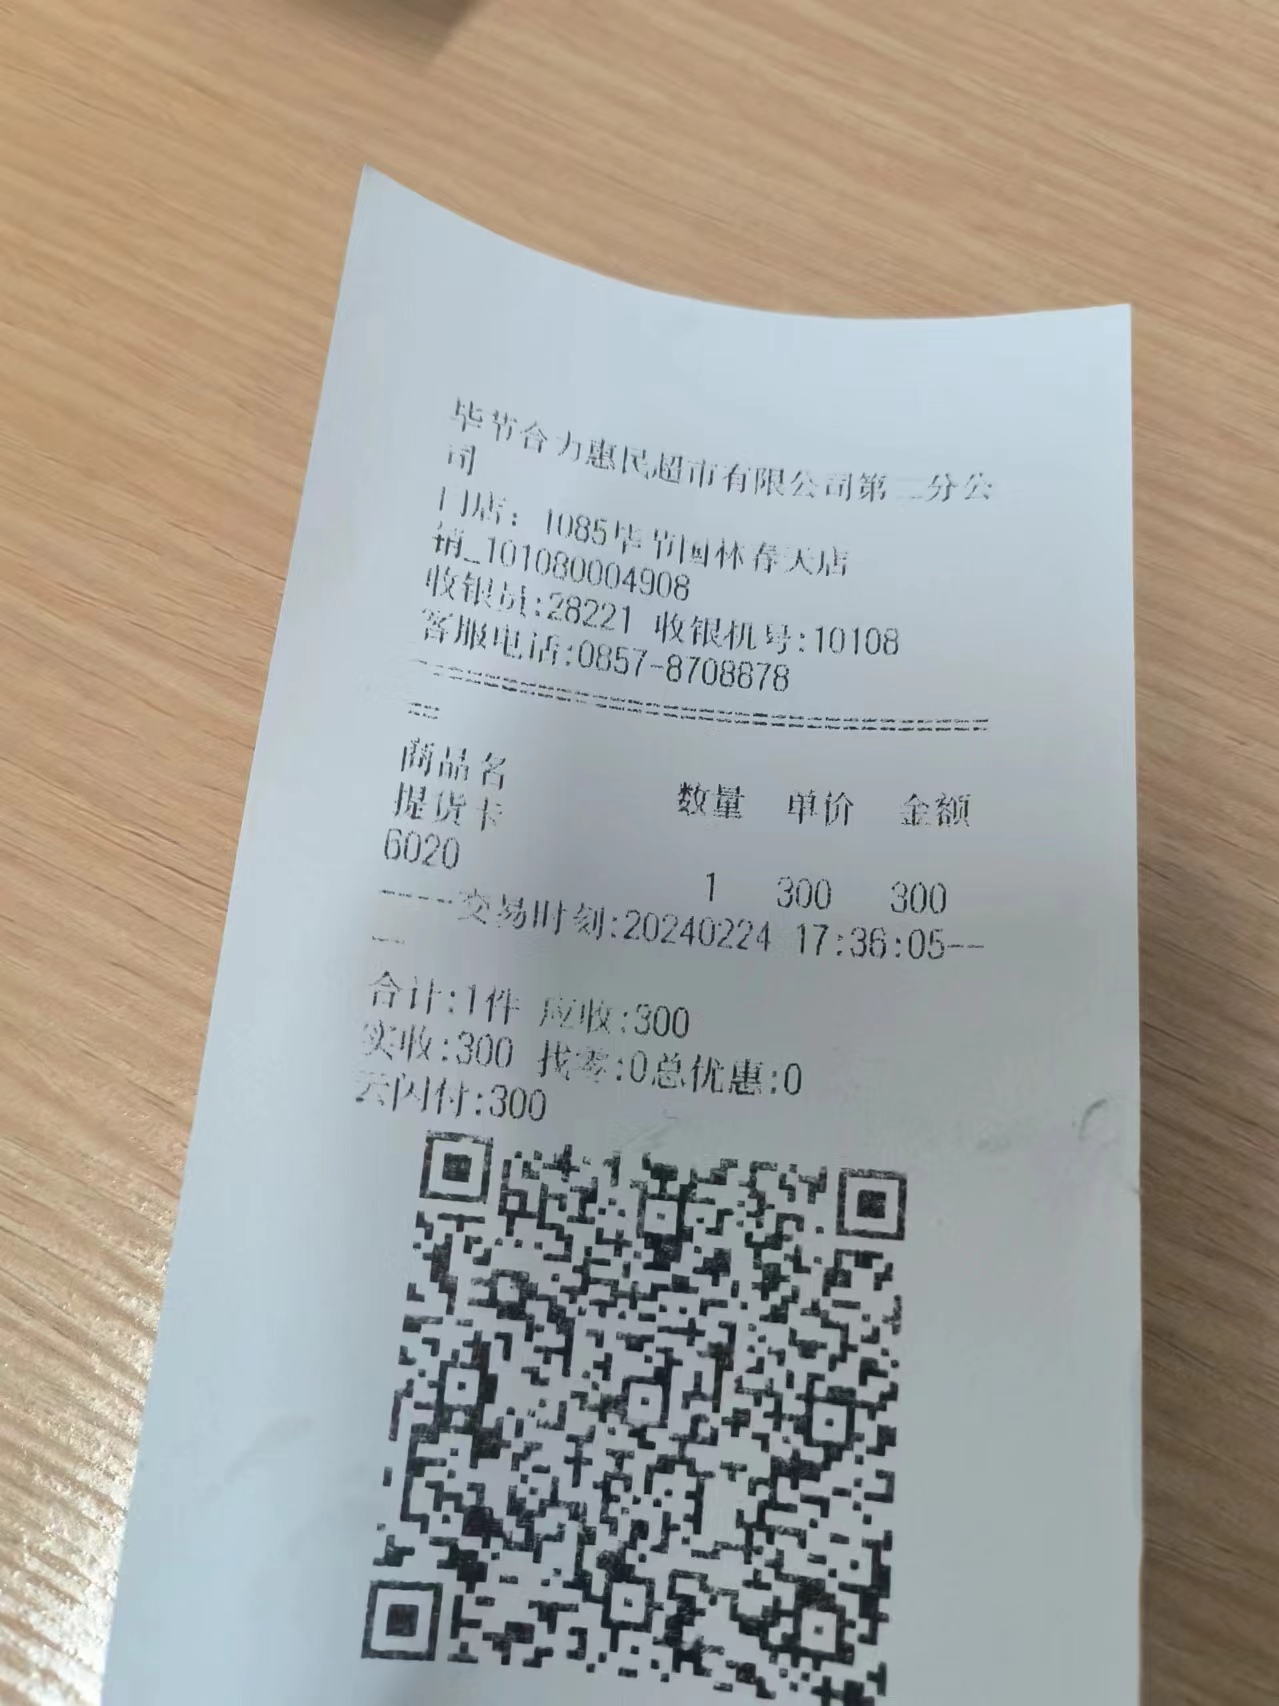 毕节合力惠民超市有限公司第二分公
司
门店：1085毕节园林春天店
销_101080004908
收银员:28221 收银机号:10108
客服电话:0857-8708878
商品名 数量 单价 金额
提货卡
6020
1 300 300
----交易时刻:20240224 17:36:05--
--
合计:1件 应收:300
实收:300 找零:0总优惠:0
云闪付:300